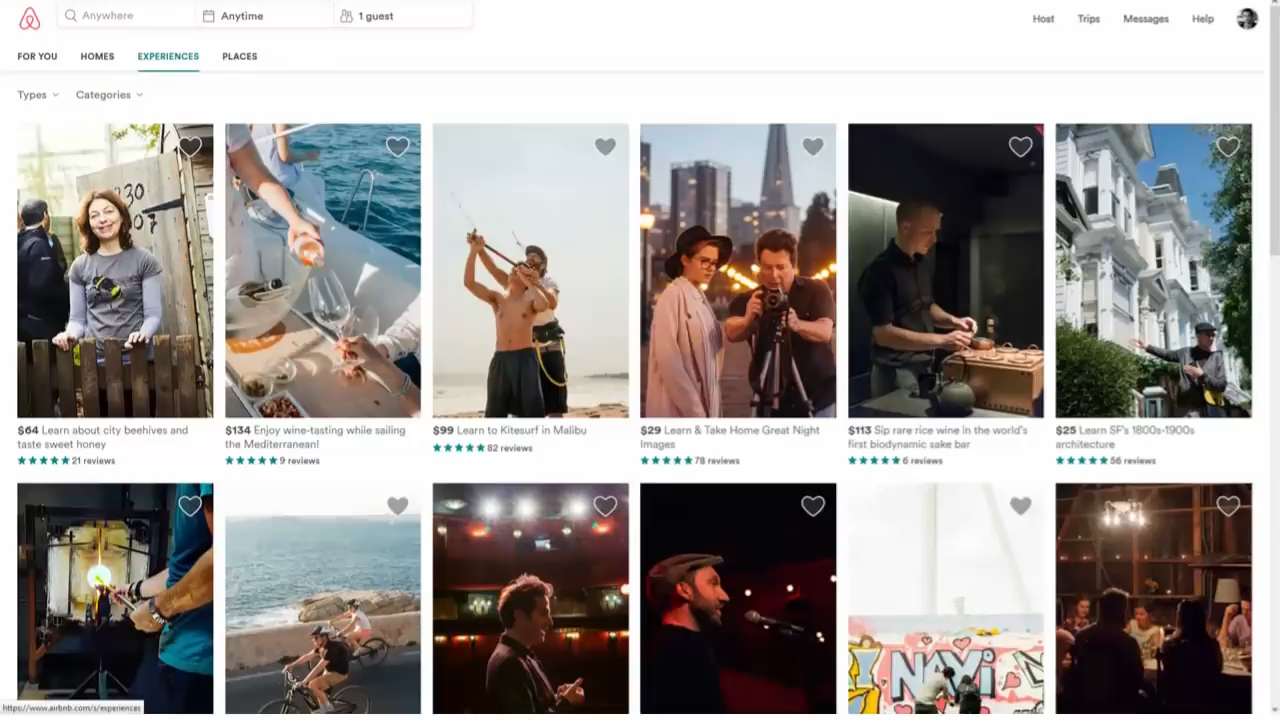 Anywhere
Anytime
1 guest
Host
Trips
Messages
Help
FOR YOU
HOMES
EXPERIENCES
PLACES
Types
Categories
30
07
$64 Learn about city beehives and
taste sweet honey
21 reviews
$134 Enjoy wine-tasting while sailing
the Mediterranean!
9 reviews
$99 Learn to Kitesurf in Malibu
82 reviews
$29 Learn & Take Home Great Night
Images
78 reviews
$113 Sip rare rice wine in the world's
first biodynamic sake bar
6 reviews
$25 Learn SF's 1800s-1900s
architecture
56 reviews
NAXi
https://www.airbnb.com/s/experiences